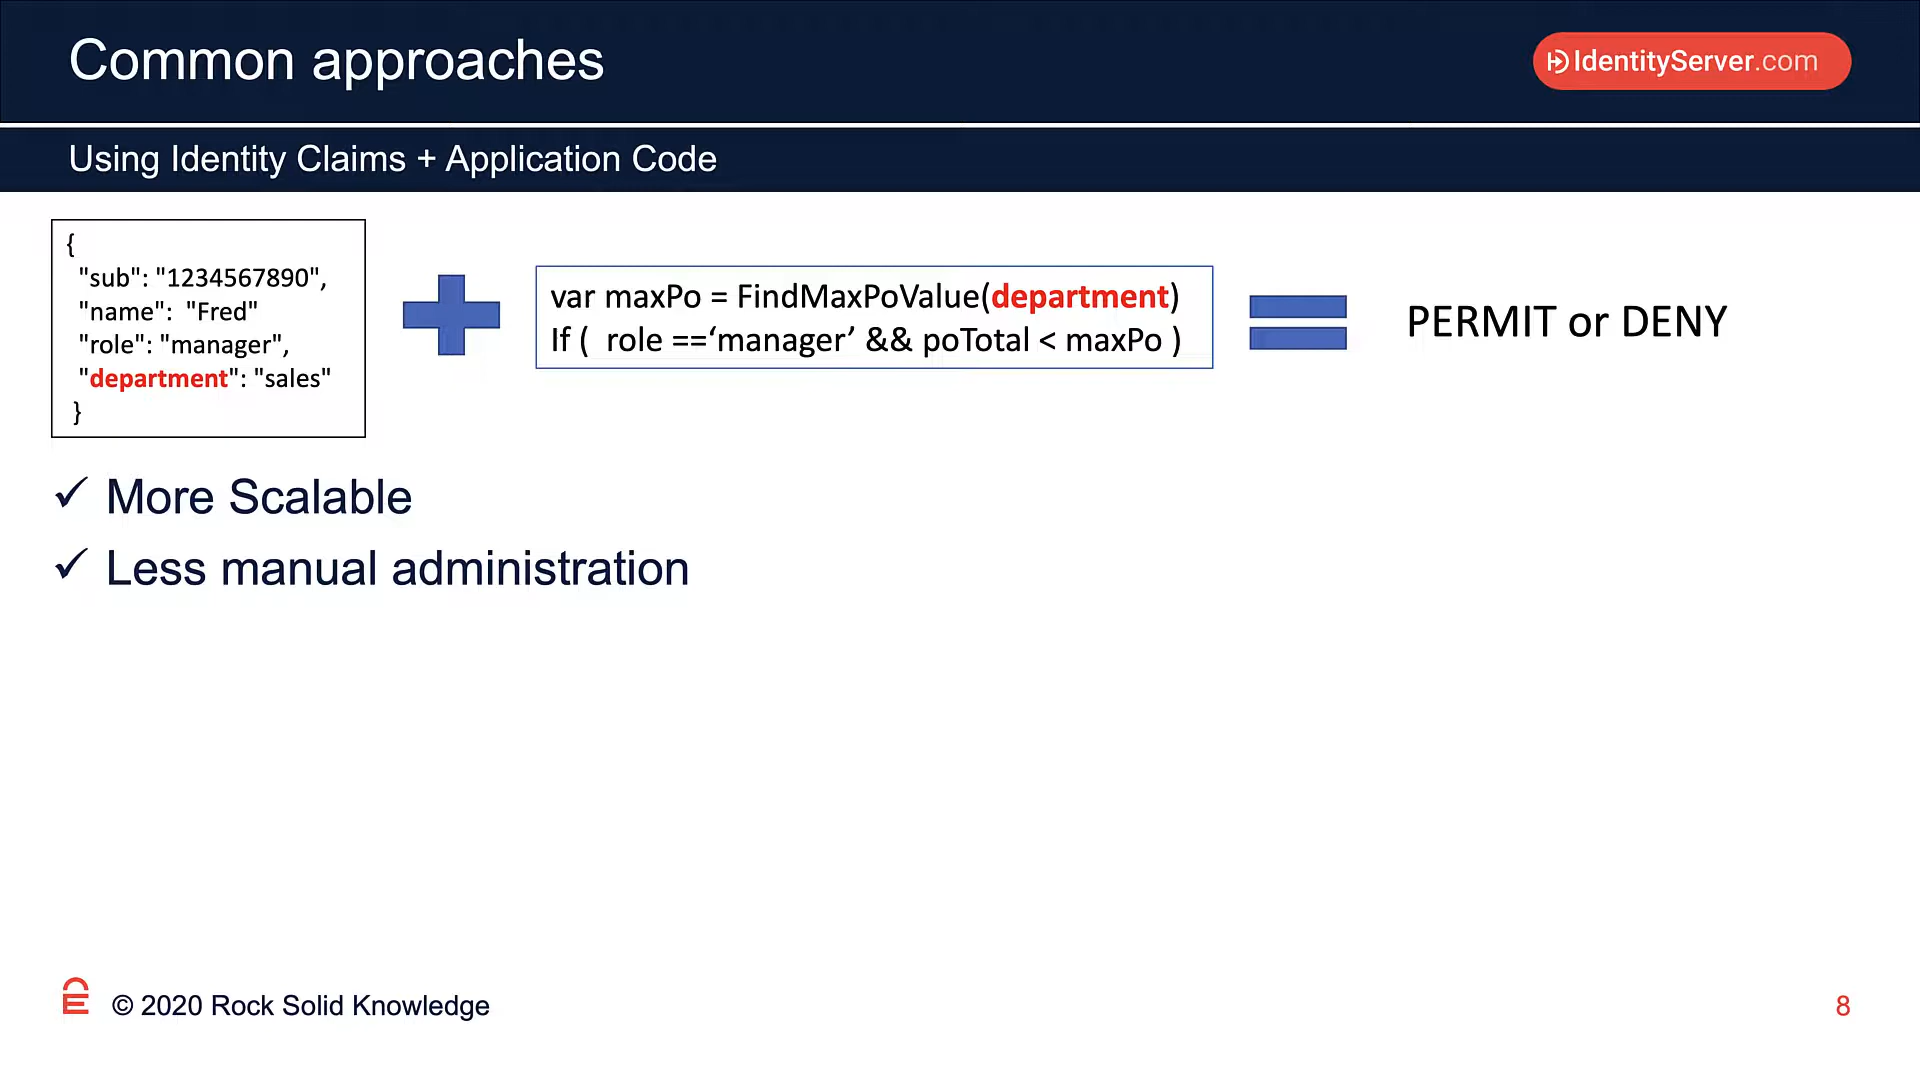 Common approaches
IdentityServer.com
Using Identity Claims + Application Code
{
"sub": "1234567890",
"name":  "Fred"
"role": "manager",
"department": "sales"
}
var maxPo = FindMaxPoValue(department)
If (  role ==‘manager’ && poTotal < maxPo )
PERMIT or DENY
✓ More Scalable
✓ Less manual administration
© 2020 Rock Solid Knowledge
8